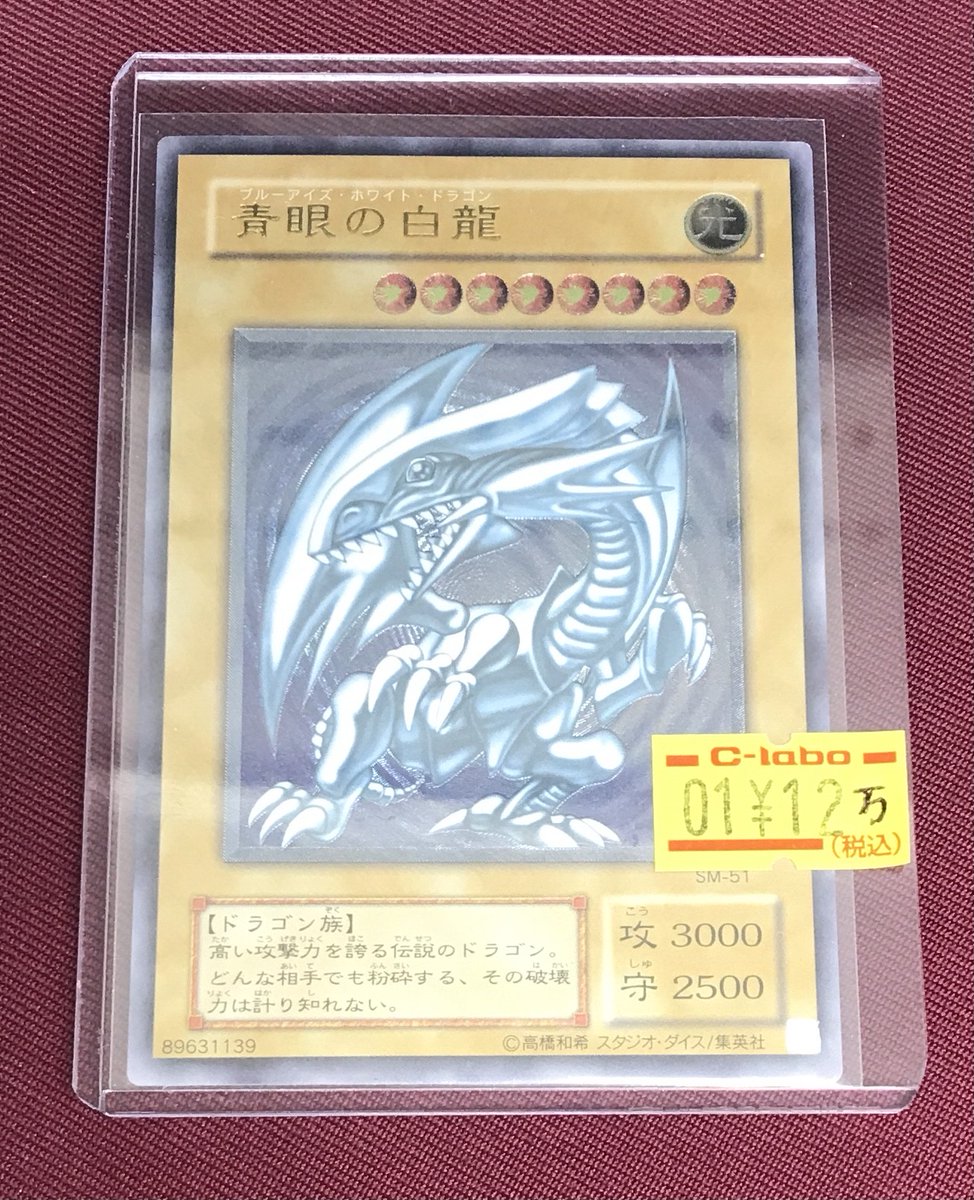 ブルーアイズ・ホワイト・ドラゴン
青眼の白龍
光
C-labo
01¥12万
(税込)
SM-51
【ドラゴン族】
高い攻撃力を誇る伝説のドラゴン。
どんな相手でも粉砕する、その破壊
力は計り知れない。
こう
攻 3000
しゅ
守 2500
89631139
©高橋和希 スタジオ・ダイス/集英社